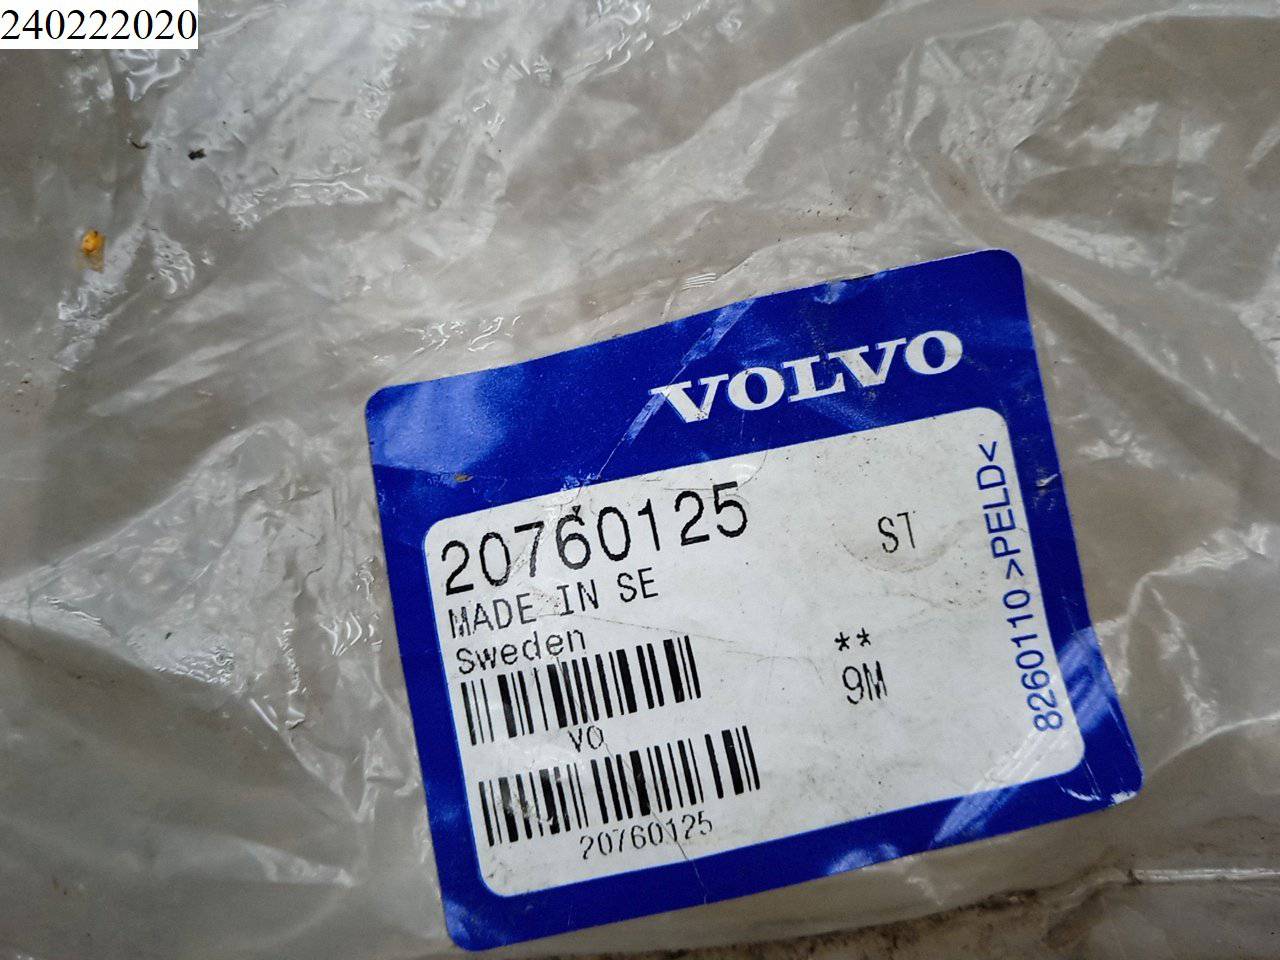 240222020
VOLVO
20760125
ST
MADE IN SE
Sweden
**
9M
VO
20760125
8260110 >PELD<